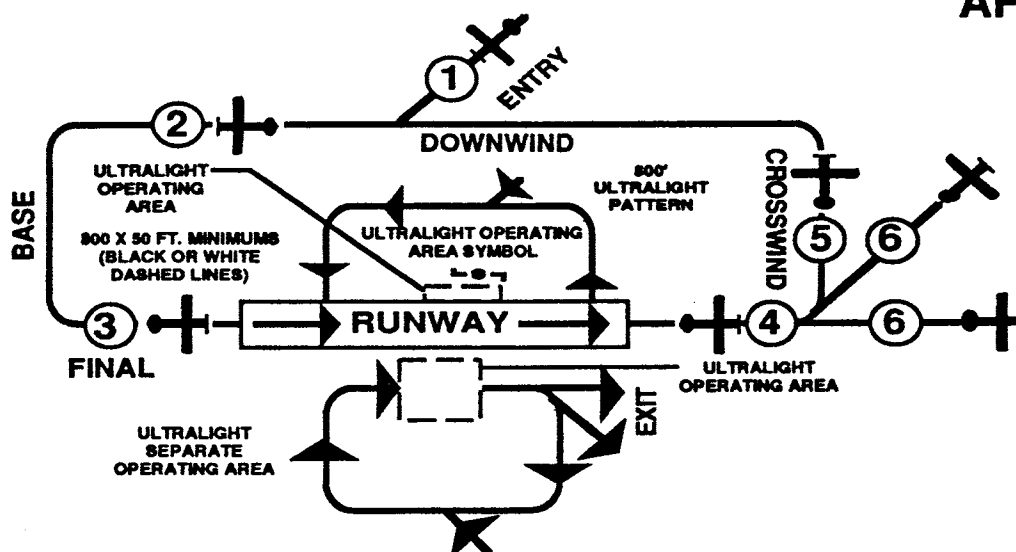 AF
1
ENTRY
2
DOWNWIND
ULTRALIGHT
OPERATING
AREA
800'
ULTRALIGHT
PATTERN
CROSSWIND
BASE
300 X 50 FT. MINIMUMS
(BLACK OR WHITE
DASHED LINES)
ULTRALIGHT OPERATING
AREA SYMBOL
5
6
3
RUNWAY
4
6
FINAL
ULTRALIGHT
OPERATING AREA
EXIT
ULTRALIGHT
SEPARATE
OPERATING AREA